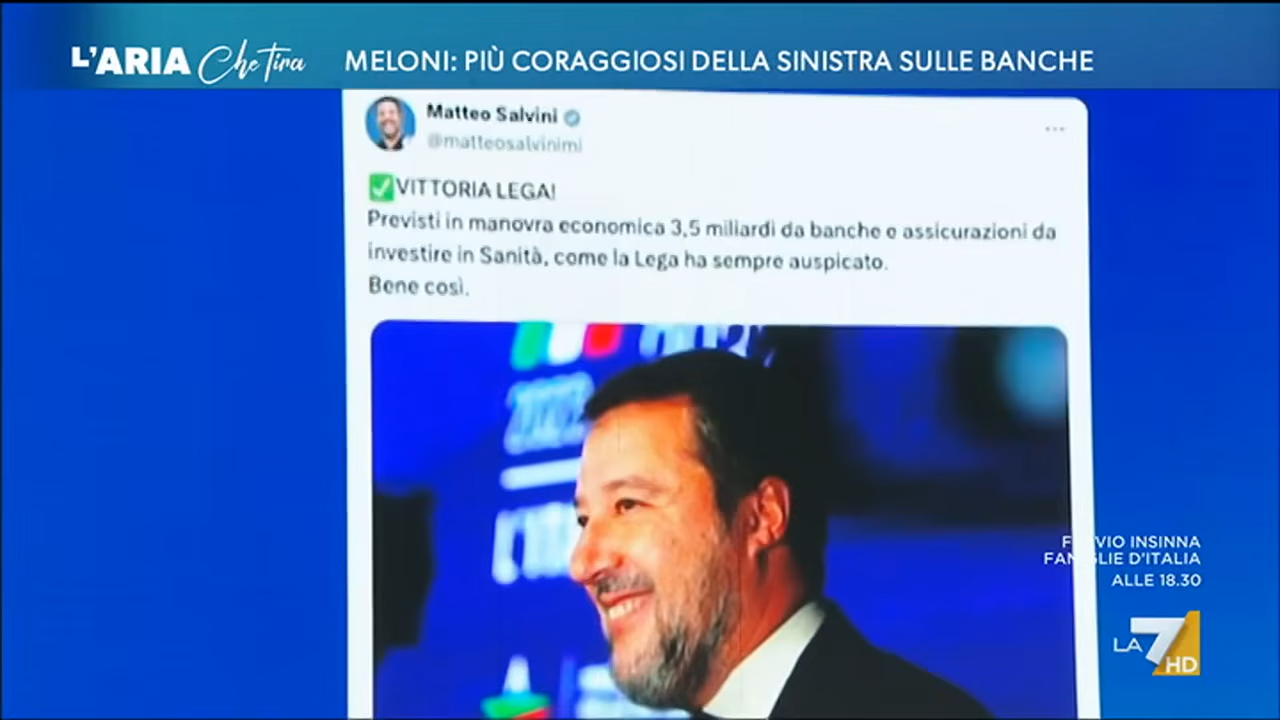 L'ARIA Che tira
MELONI: PIÙ CORAGGIOSI DELLA SINISTRA SULLE BANCHE
Matteo Salvini
@matteosalvinimi
✅VITTORIA LEGA!
Previsti in manovra economica 3,5 miliardi da banche e assicurazioni da
investire in Sanità, come la Lega ha sempre auspicato.
Bene così.
INSINNA
D'ITALIA
ALLE 18.30
LA7
HD